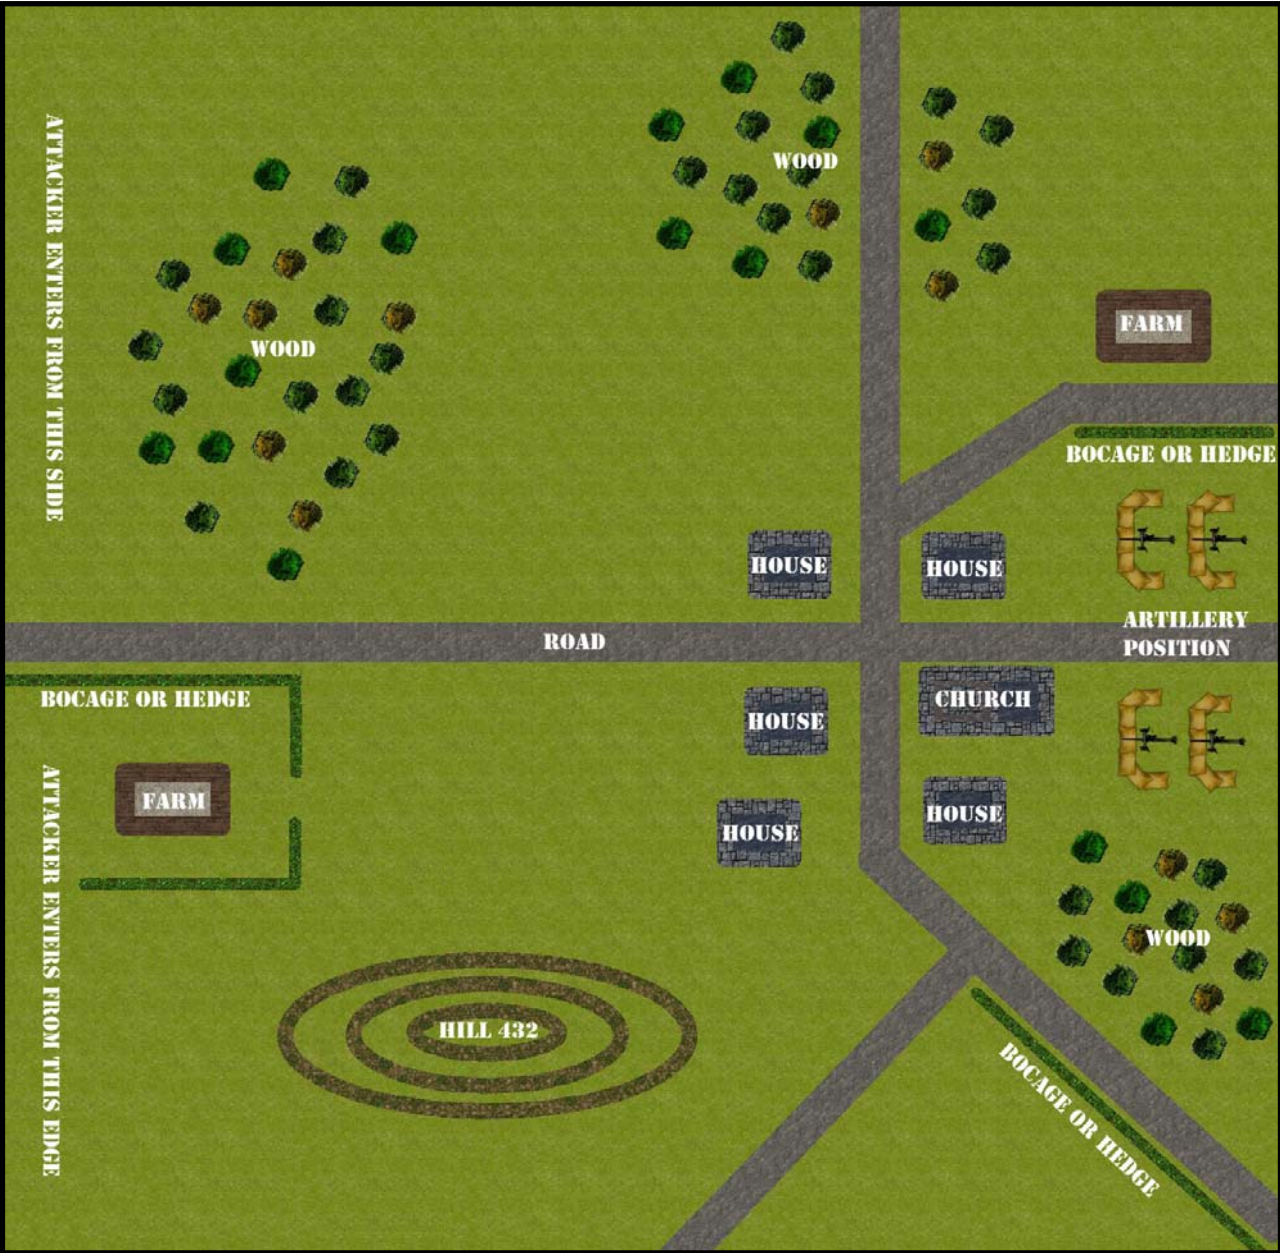 WOOD
ATTACKER ENTERS FROM THIS SIDE
FARM
WOOD
BOCAGE OR HEDGE
HOUSE
HOUSE
ARTILLERY
POSITION
ROAD
BOCAGE OR HEDGE
CHURCH
HOUSE
FARM
HOUSE
HOUSE
ATTACKER ENTERS FROM THIS EDGE
WOOD
HILL 432
BOCAGE OR HEDGE